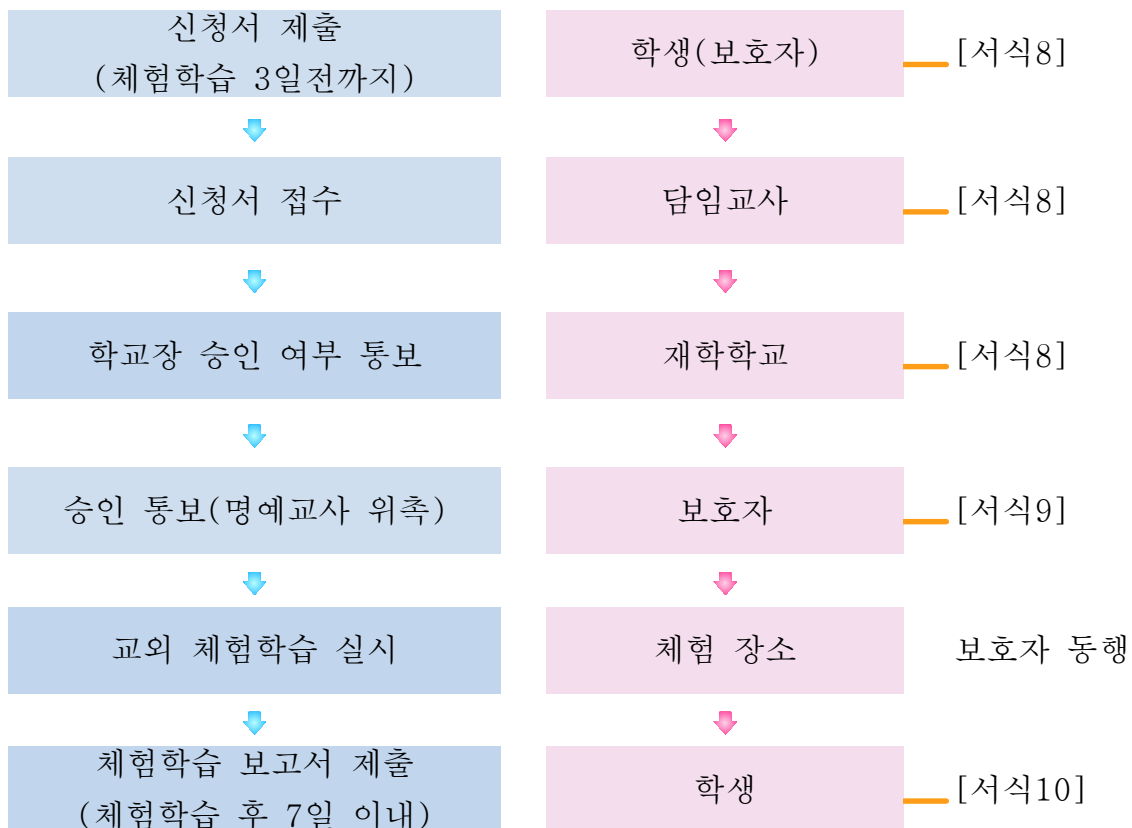 신청서 제출
(체험학습 3일전까지)
학생(보호자)
[서식8]
신청서 접수
담임교사
[서식8]
학교장 승인 여부 통보
재학학교
[서식8]
승인 통보(명예교사 위촉)
보호자
[서식9]
교외 체험학습 실시
체험 장소
보호자 동행
체험학습 보고서 제출
(체험학습 후 7일 이내)
학생
[서식10]